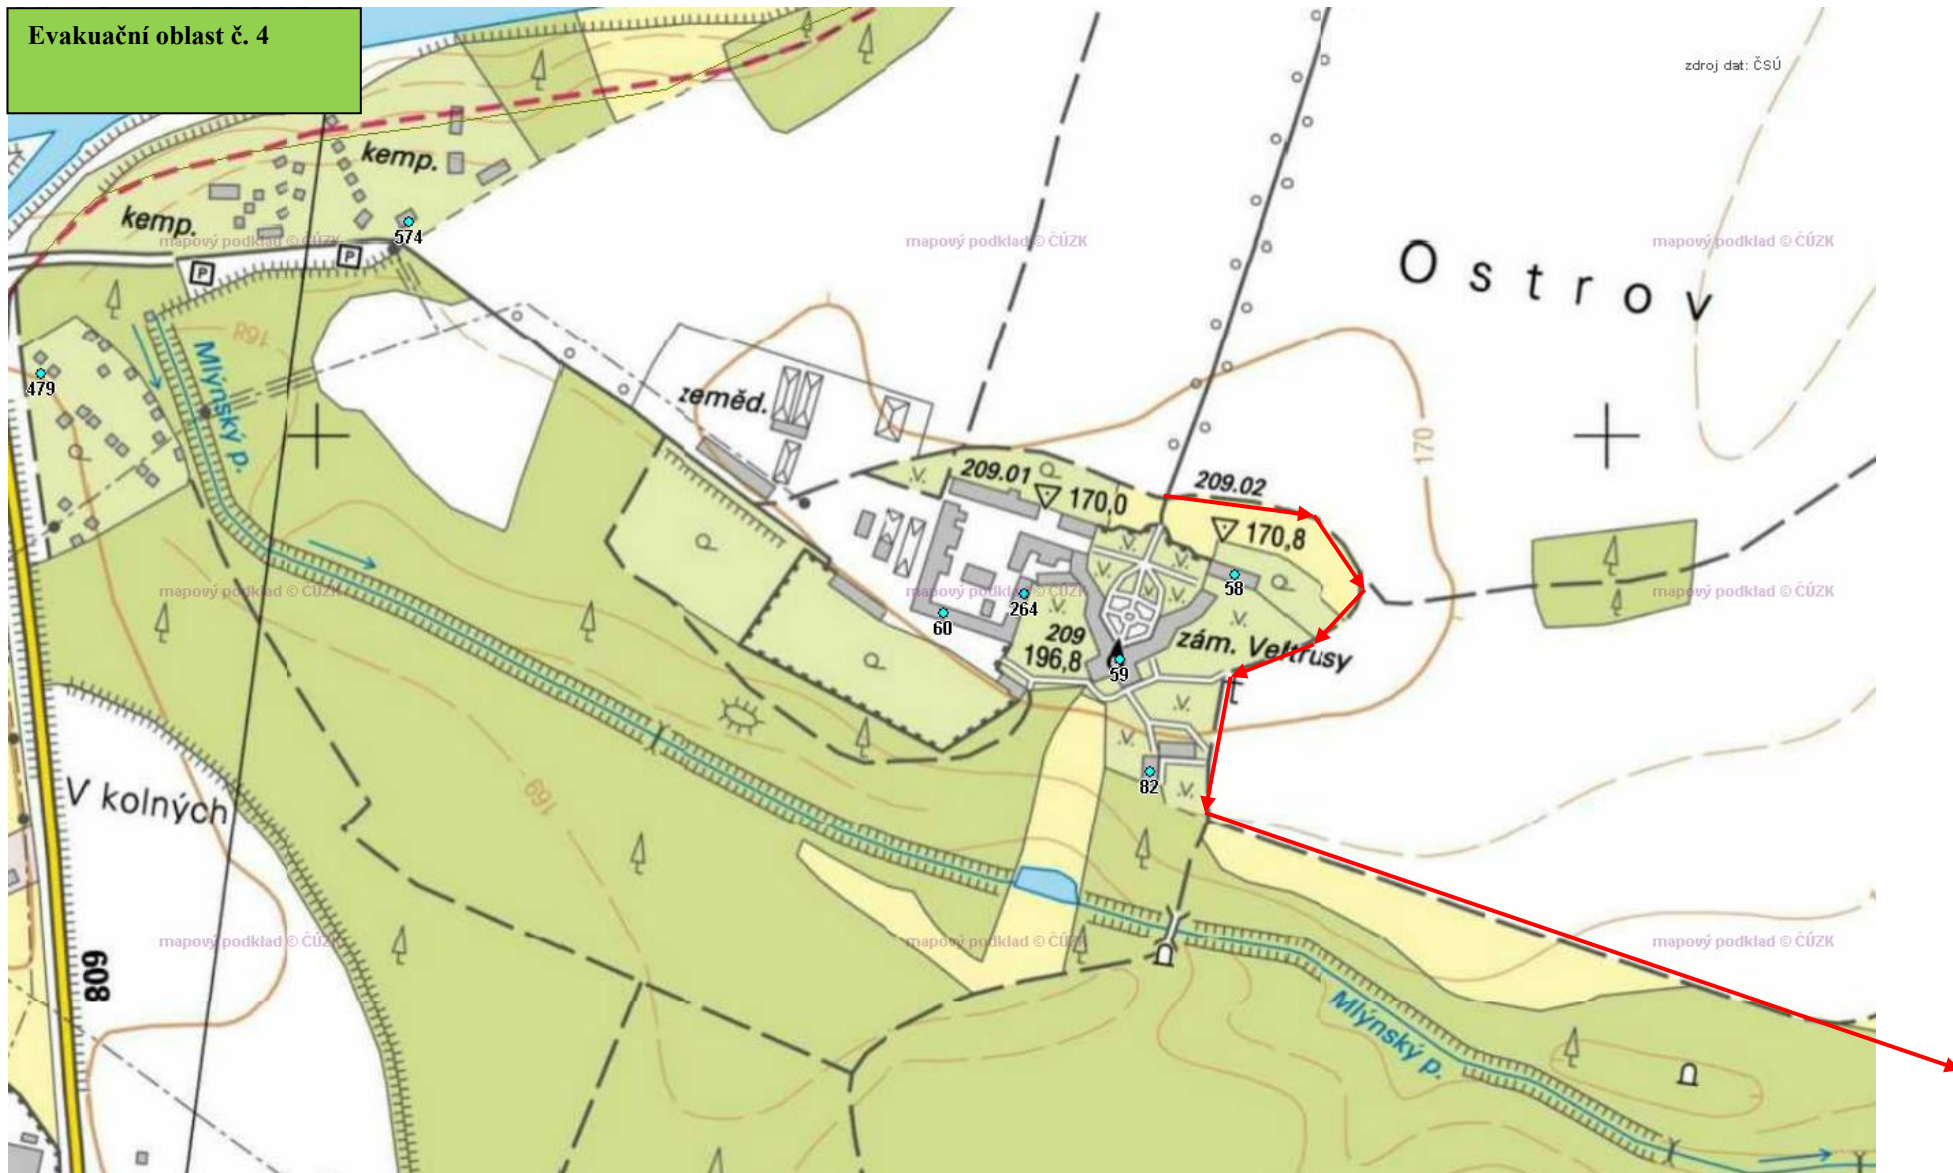 Evakuační oblast č. 4
zdroj dat: ČSÚ
kemp.
kemp.
574
mapový podklad © ČÚZK
mapový podklad © ČÚZK
mapový podklad © ČÚZK
Ostrov
P
P
168
Mlýnský p.
479
zeměd.
170
209.01
170,0
209.02
170,8
58
mapový podklad © ČÚZK
mapový podklad © ČÚZK
mapový podklad © ČÚZK
264
60
209
196,8
59
zám. Veltrusy
82
169
V kolných
608
mapový podklad © ČÚZK
mapový podklad © ČÚZK
mapový podklad © ČÚZK
Mlýnský p.